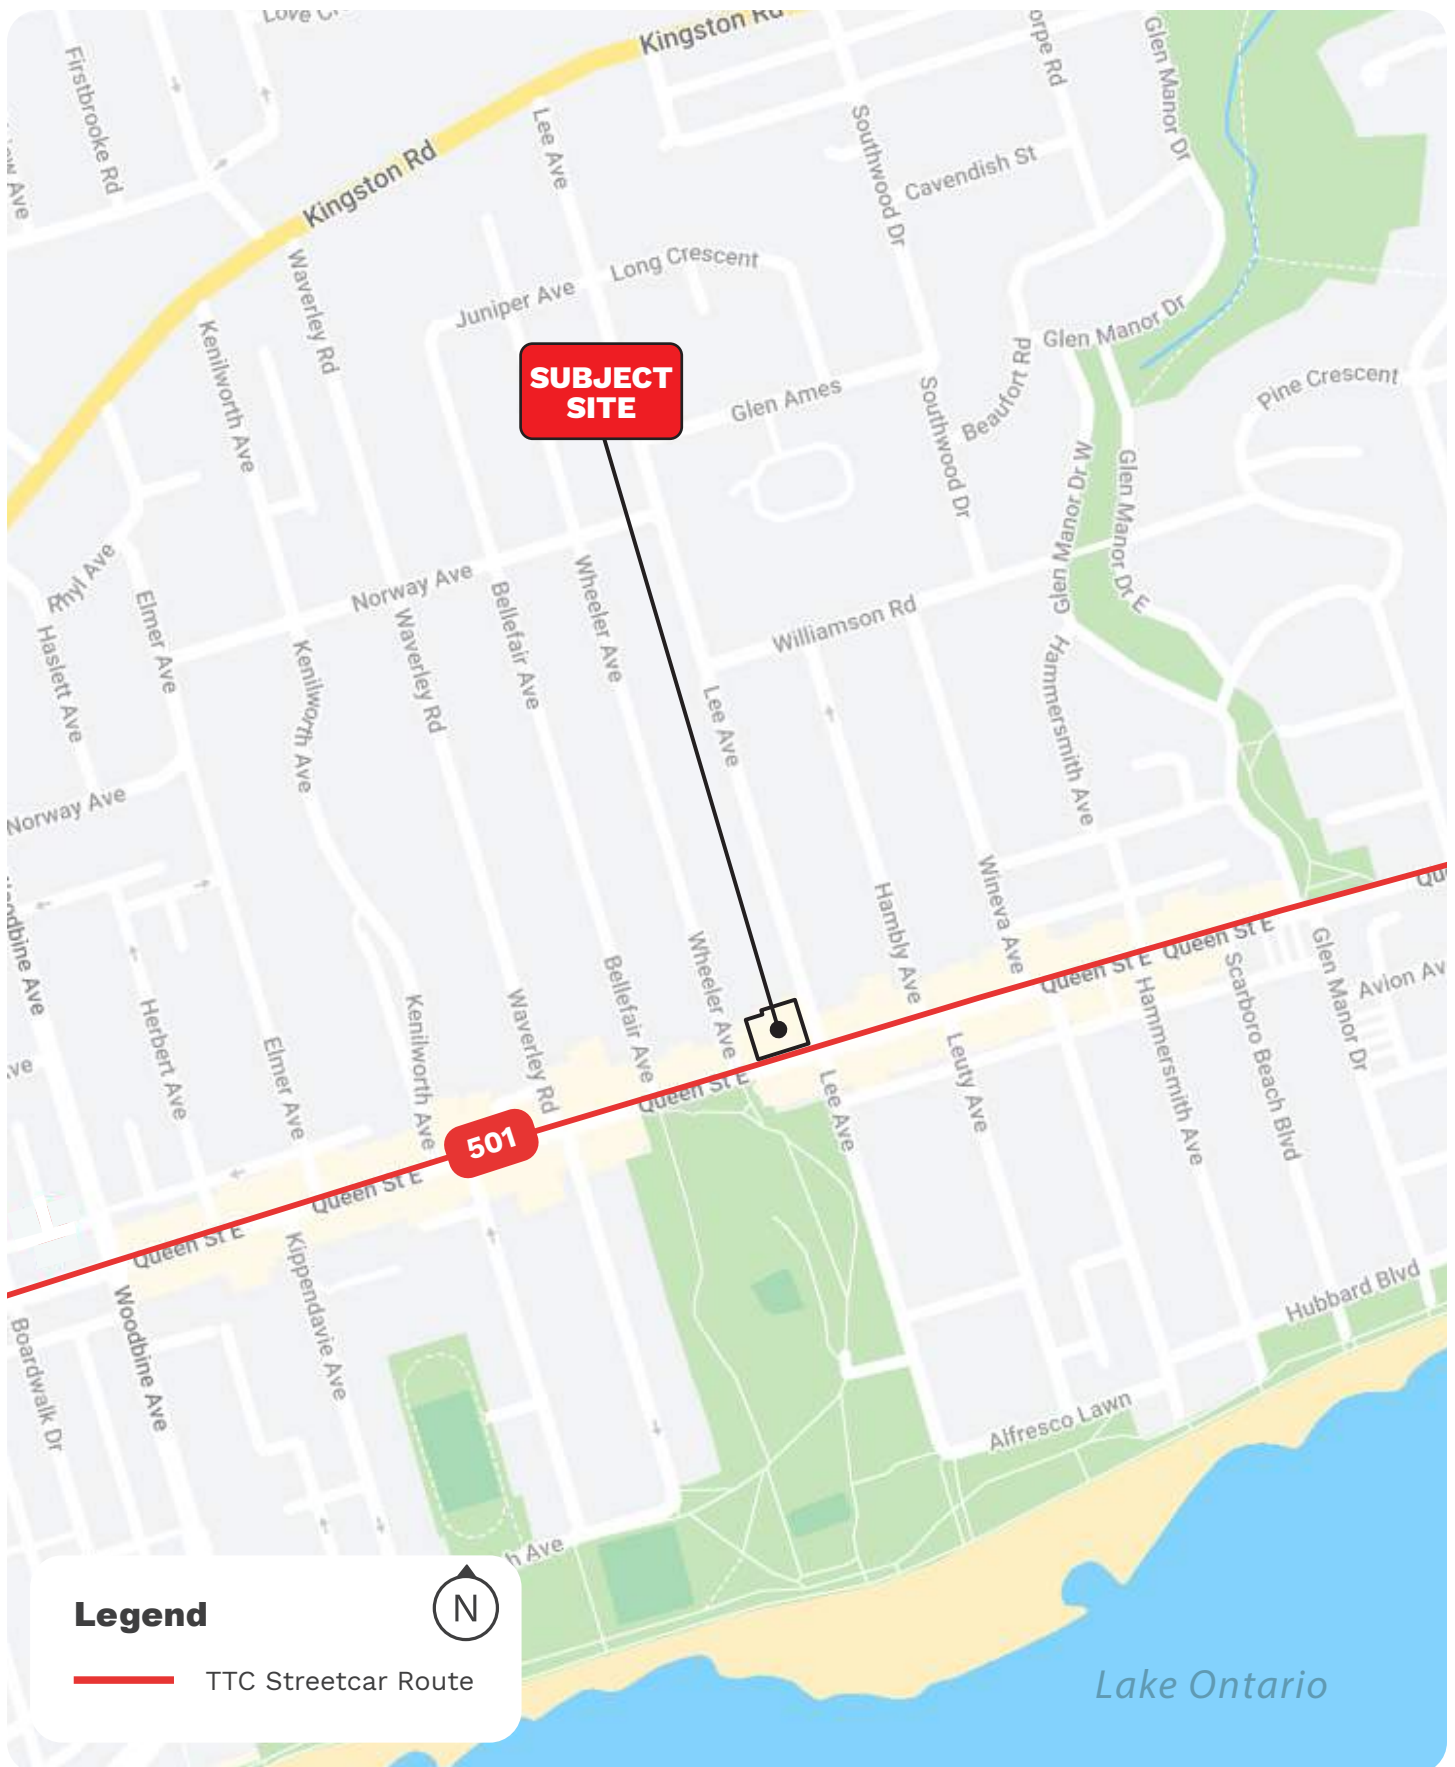 Kingston Rd
Firstbrooke Rd
Glen Manor Dr
Lee Ave
Southwood Dr
Kingston Rd
Cavendish St
Waverley Rd
Long Crescent
Juniper Ave
Glen Manor Dr
Kenilworth Ave
Beaufort Rd
SUBJECT
SITE
Glen Ames
Southwood Dr
Pine Crescent
Glen Manor Dr W
Glen Manor Dr E
Norway Ave
Elmer Ave
Haslett Ave
Waverley Rd
Bellefair Ave
Wheeler Ave
Williamson Rd
Kenilworth Ave
Hammersmith Ave
Lee Ave
Norway Ave
Wineva Ave
Hambly Ave
Wheeler Ave
Bellefair Ave
Queen St E
Queen St E
Glen Manor Dr
Avion Av
Scarboro Beach Blvd
Hammersmith Ave
Waverley Rd
Kenilworth Ave
Herbert Ave
Elmer Ave
Leuty Ave
Lee Ave
Queen St E
501
Queen St E
Queen St E
Kippendavie Ave
Woodbine Ave
Boardwalk Dr
Hubbard Blvd
Alfresco Lawn
h Ave
Legend
N
TTC Streetcar Route
Lake Ontario